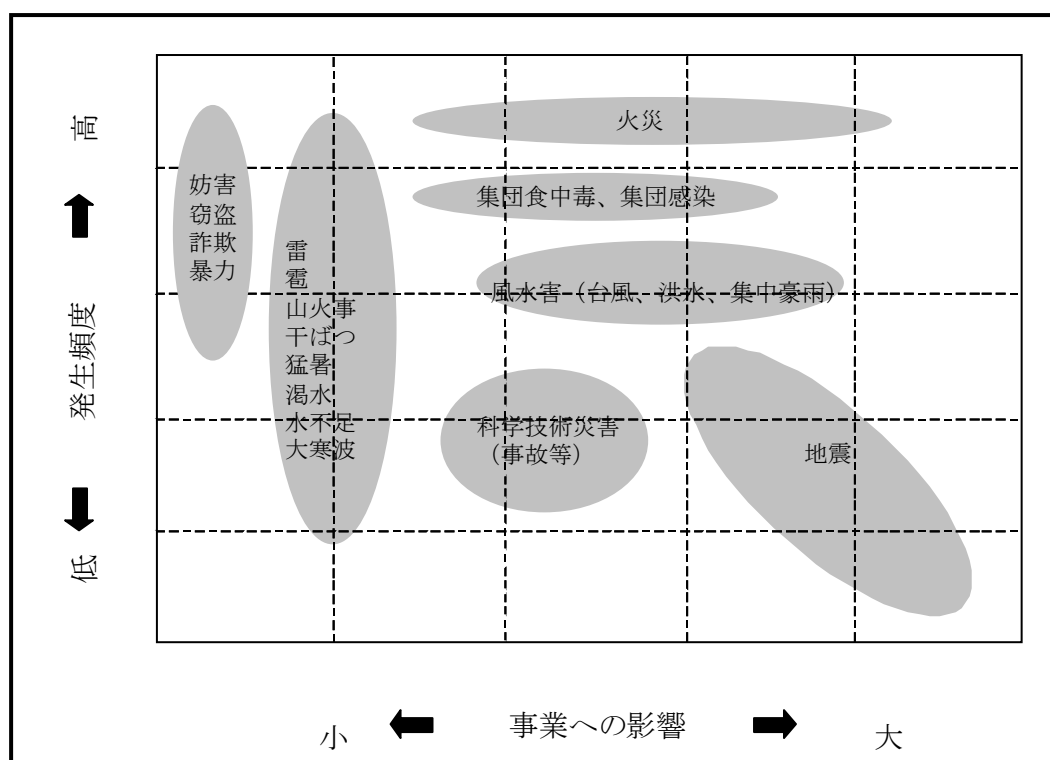 火災
集団食中毒、集団感染
妨害
窃盗
詐欺
暴力
雷
雹
山火事
干ばつ
猛暑
渇水
水不足
大寒波
風水害（台風、洪水、集中豪雨）
科学技術災害
（事故等）
地震
高
発生頻度
低
小
事業への影響
大